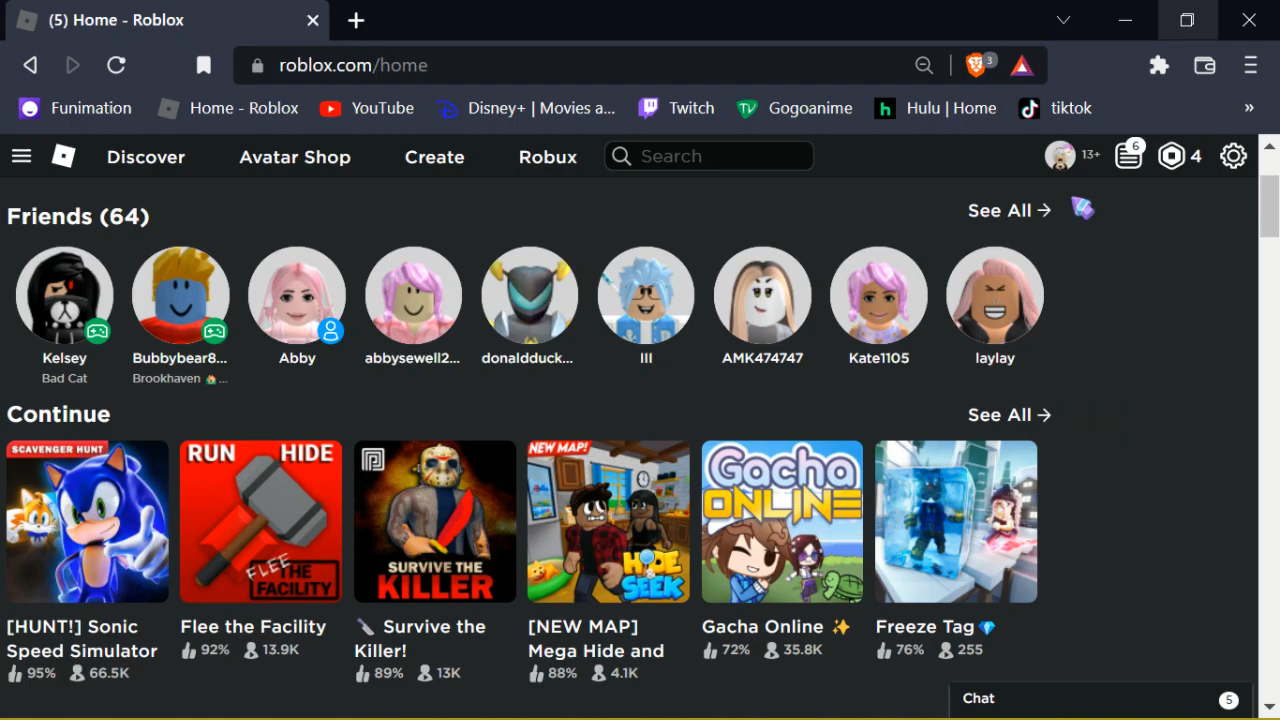 (5) Home - Roblox
roblox.com/home
3
Funimation Home - Roblox YouTube Disney+ | Movies a... Twitch Gogoanime Hulu | Home tiktok »
Discover Avatar Shop Create Robux Search 13+ 6 4
Friends (64) See All →
Kelsey Bubbybear8... Abby abbysewell2... donaldduck... lll AMK474747 Kate1105 laylay
Bad Cat Brookhaven 🏠...
Continue See All →
SCAVENGER HUNT
RUN HIDE
FLEE THE FACILITY
SURVIVE THE KILLER
NEW MAP!
HIDE SEEK
Gacha ONLINE
[HUNT!] Sonic Speed Simulator
95% 66.5K
Flee the Facility
92% 13.9K
🔪 Survive the Killer!
89% 13K
[NEW MAP] Mega Hide and
88% 4.1K
Gacha Online ✨
72% 35.8K
Freeze Tag💎
76% 255
Chat 5